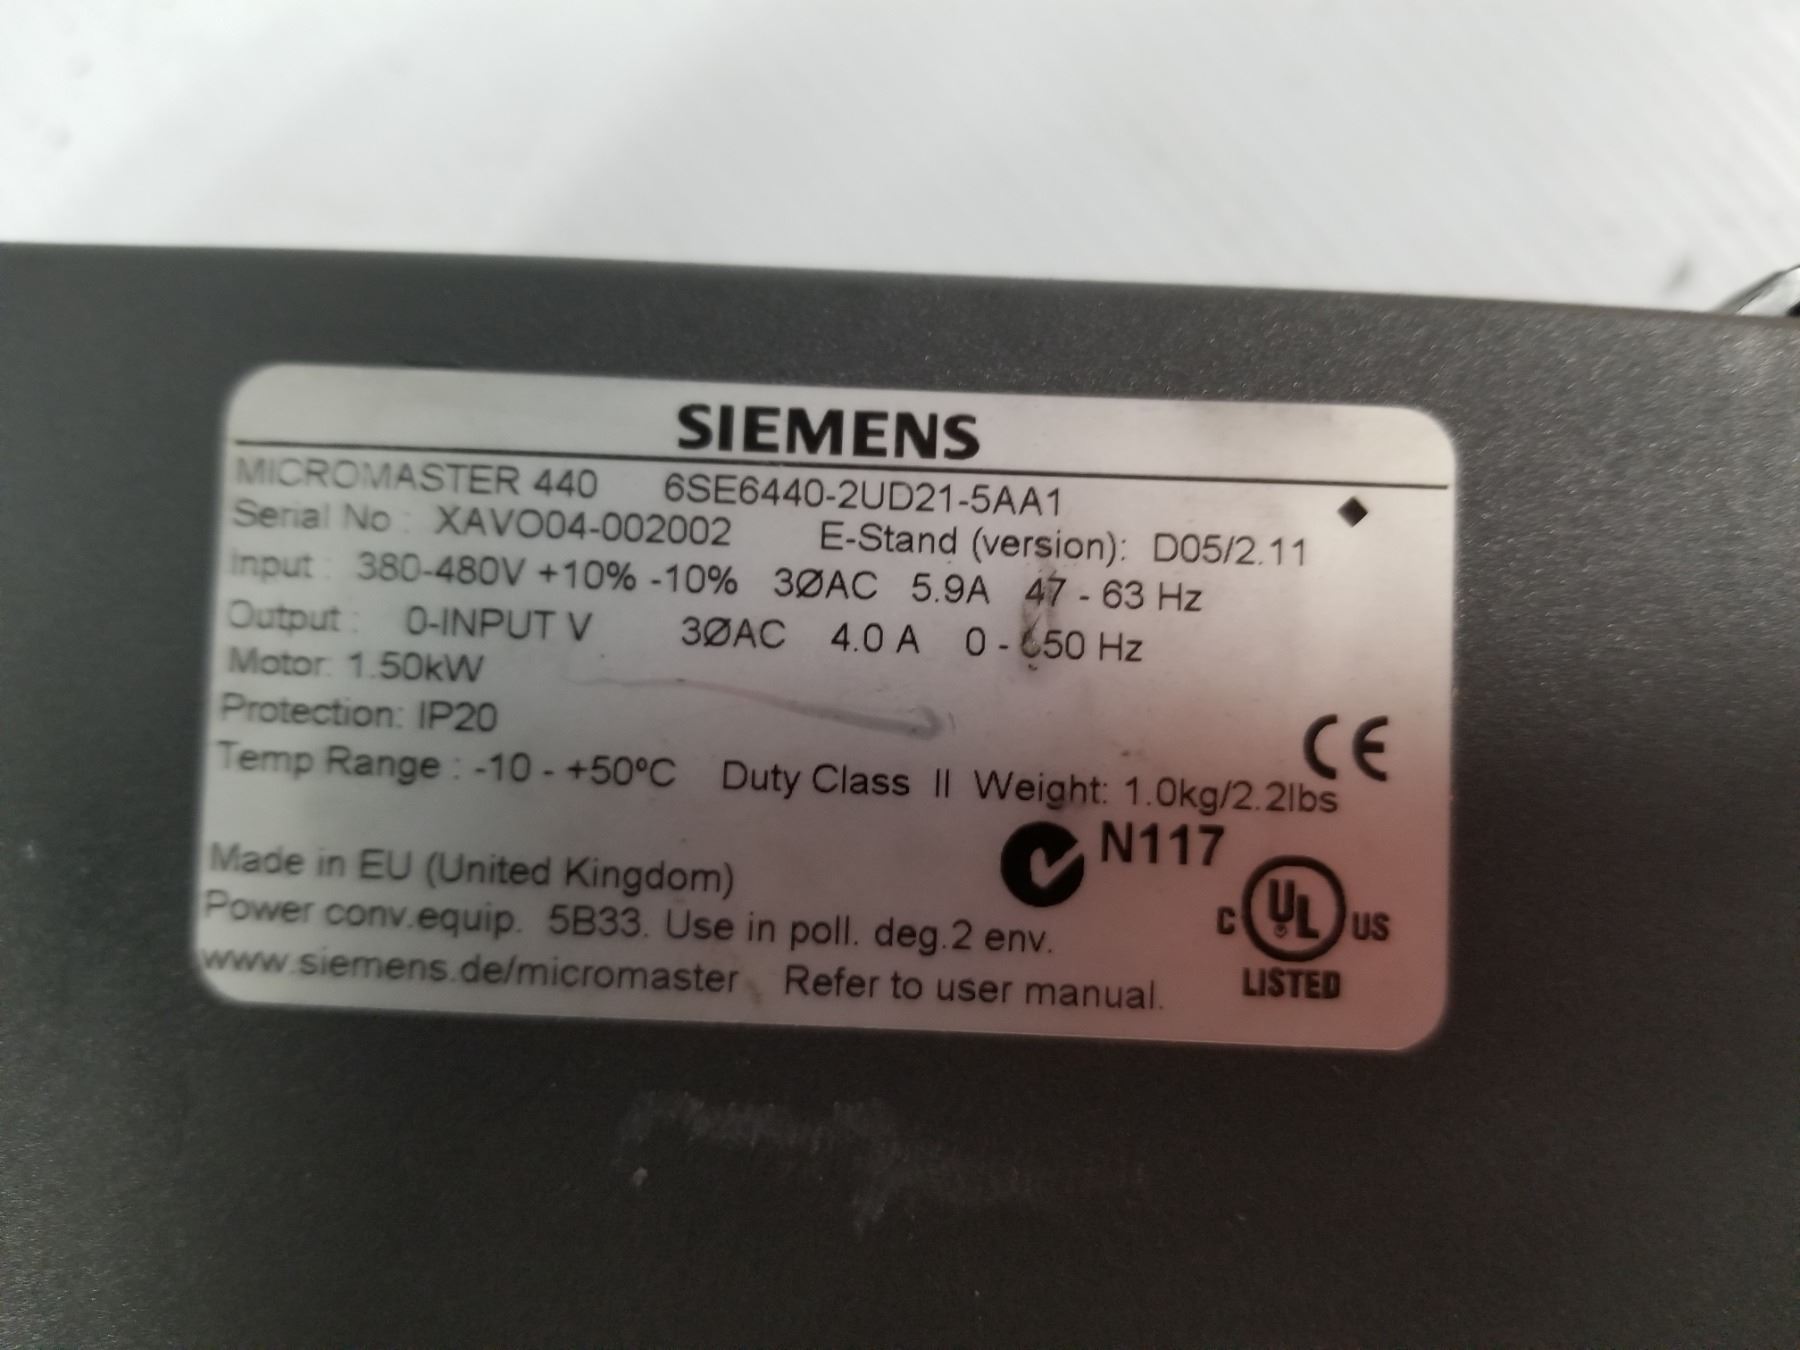 SIEMENS
MICROMASTER 440 6SE6440-2UD21-5AA1
Serial No : XAVO04-002002 E-Stand (version): D05/2.11
Input : 380-480V +10% -10% 3ØAC 5.9A 47 - 63 Hz
Output : 0-INPUT V 3ØAC 4.0 A 0 - 650 Hz
Motor: 1.50kW
Protection: IP20
CE
Temp Range : -10 - +50ºC Duty Class II Weight: 1.0kg/2.2lbs
N117
Made in EU (United Kingdom)
C UL US
LISTED
Power conv.equip. 5B33. Use in poll. deg.2 env.
www.siemens.de/micromaster Refer to user manual.